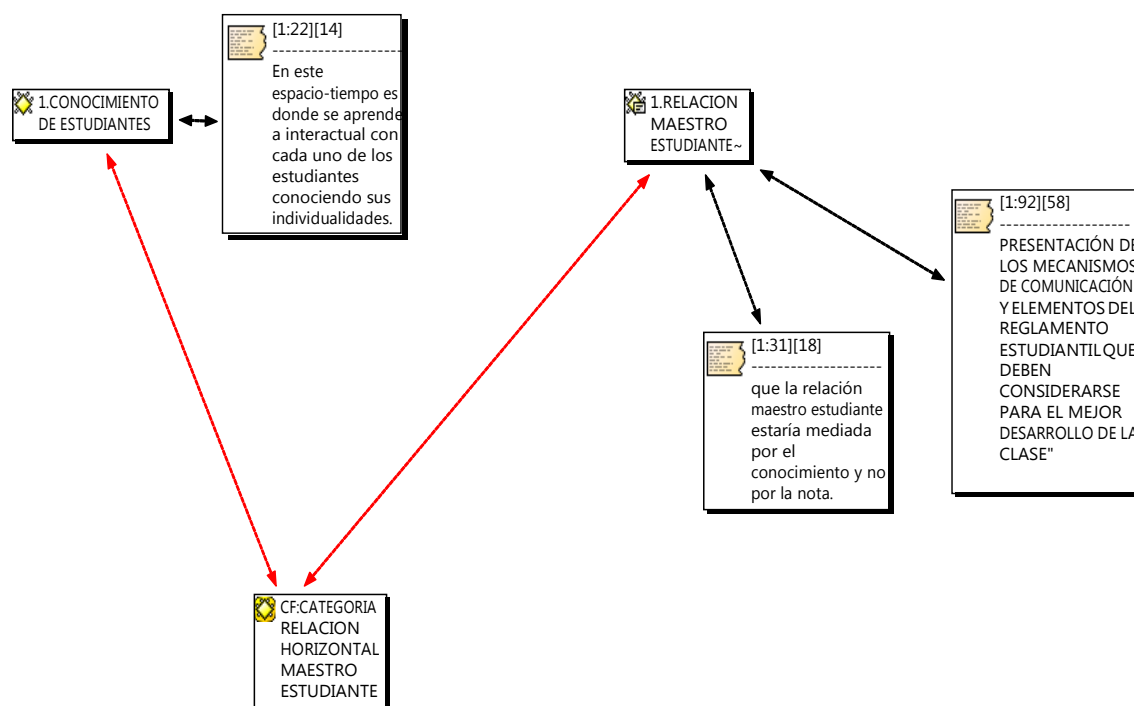 [1:22][14]
--------------------
En este
espacio-tiempo es
donde se aprende
a interactual con
cada uno de los
estudiantes
conociendo sus
individualidades.
1.CONOCIMIENTO
DE ESTUDIANTES
1.RELACION
MAESTRO
ESTUDIANTE~
[1:92][58]
--------------------
PRESENTACIÓN DE
LOS MECANISMOS
DE COMUNICACIÓN
Y ELEMENTOS DEL
REGLAMENTO
ESTUDIANTIL QUE
DEBEN
CONSIDERARSE
PARA EL MEJOR
DESARROLLO DE LA
CLASE"
[1:31][18]
--------------------
que la relación
maestro estudiante
estaría mediada
por el
conocimiento y no
por la nota.
CF:CATEGORIA
RELACION
HORIZONTAL
MAESTRO
ESTUDIANTE